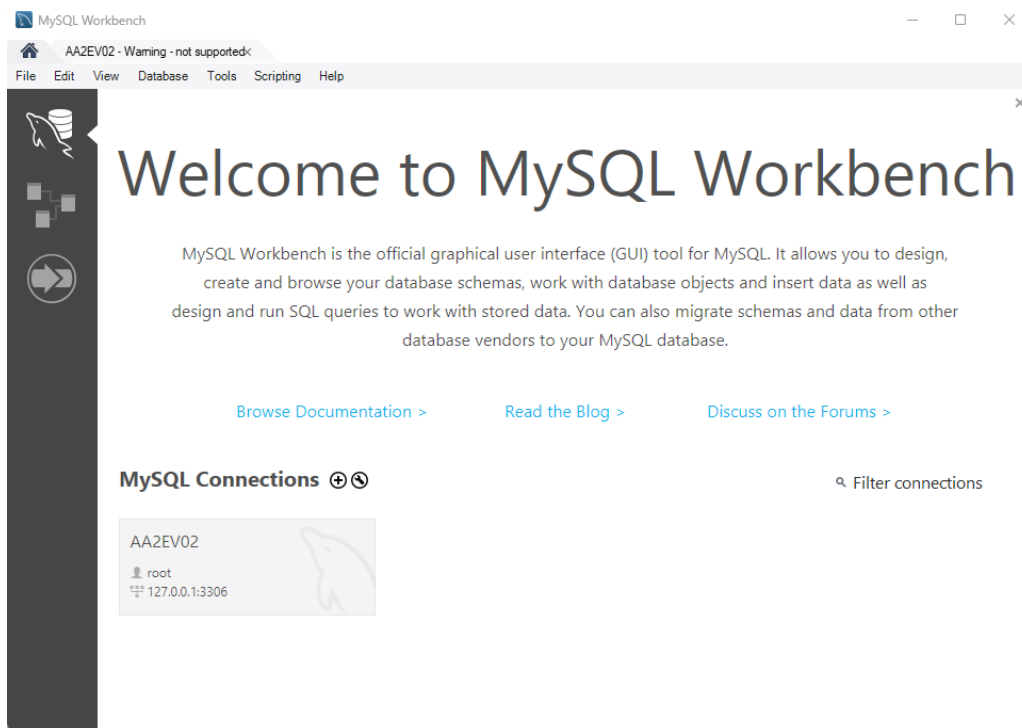 MySQL Workbench
AA2EV02 - Warning - not supported
File Edit View Database Tools Scripting Help
Welcome to MySQL Workbench
MySQL Workbench is the official graphical user interface (GUI) tool for MySQL. It allows you to design,
create and browse your database schemas, work with database objects and insert data as well as
design and run SQL queries to work with stored data. You can also migrate schemas and data from other
database vendors to your MySQL database.
Browse Documentation > Read the Blog > Discuss on the Forums >
MySQL Connections Filter connections
AA2EV02
root
127.0.0.1:3306